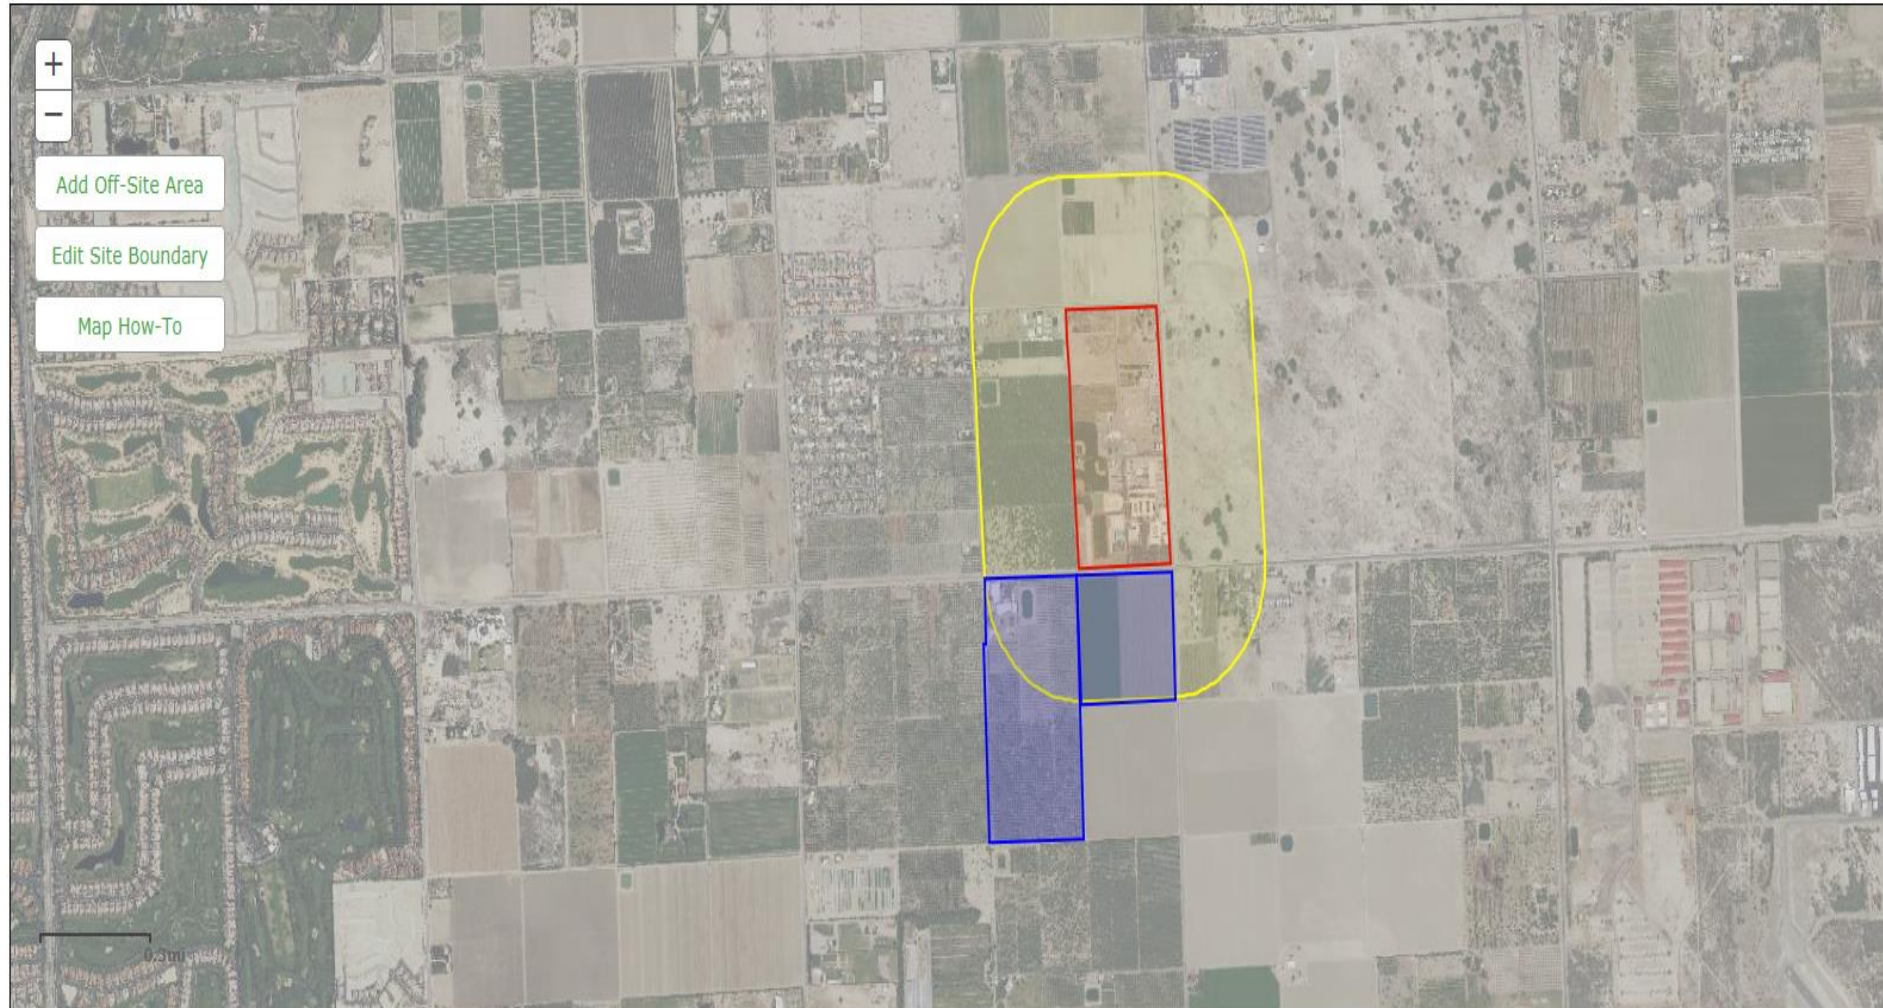 +
−
Add Off-Site Area
Edit Site Boundary
Map How-To
0.3mi